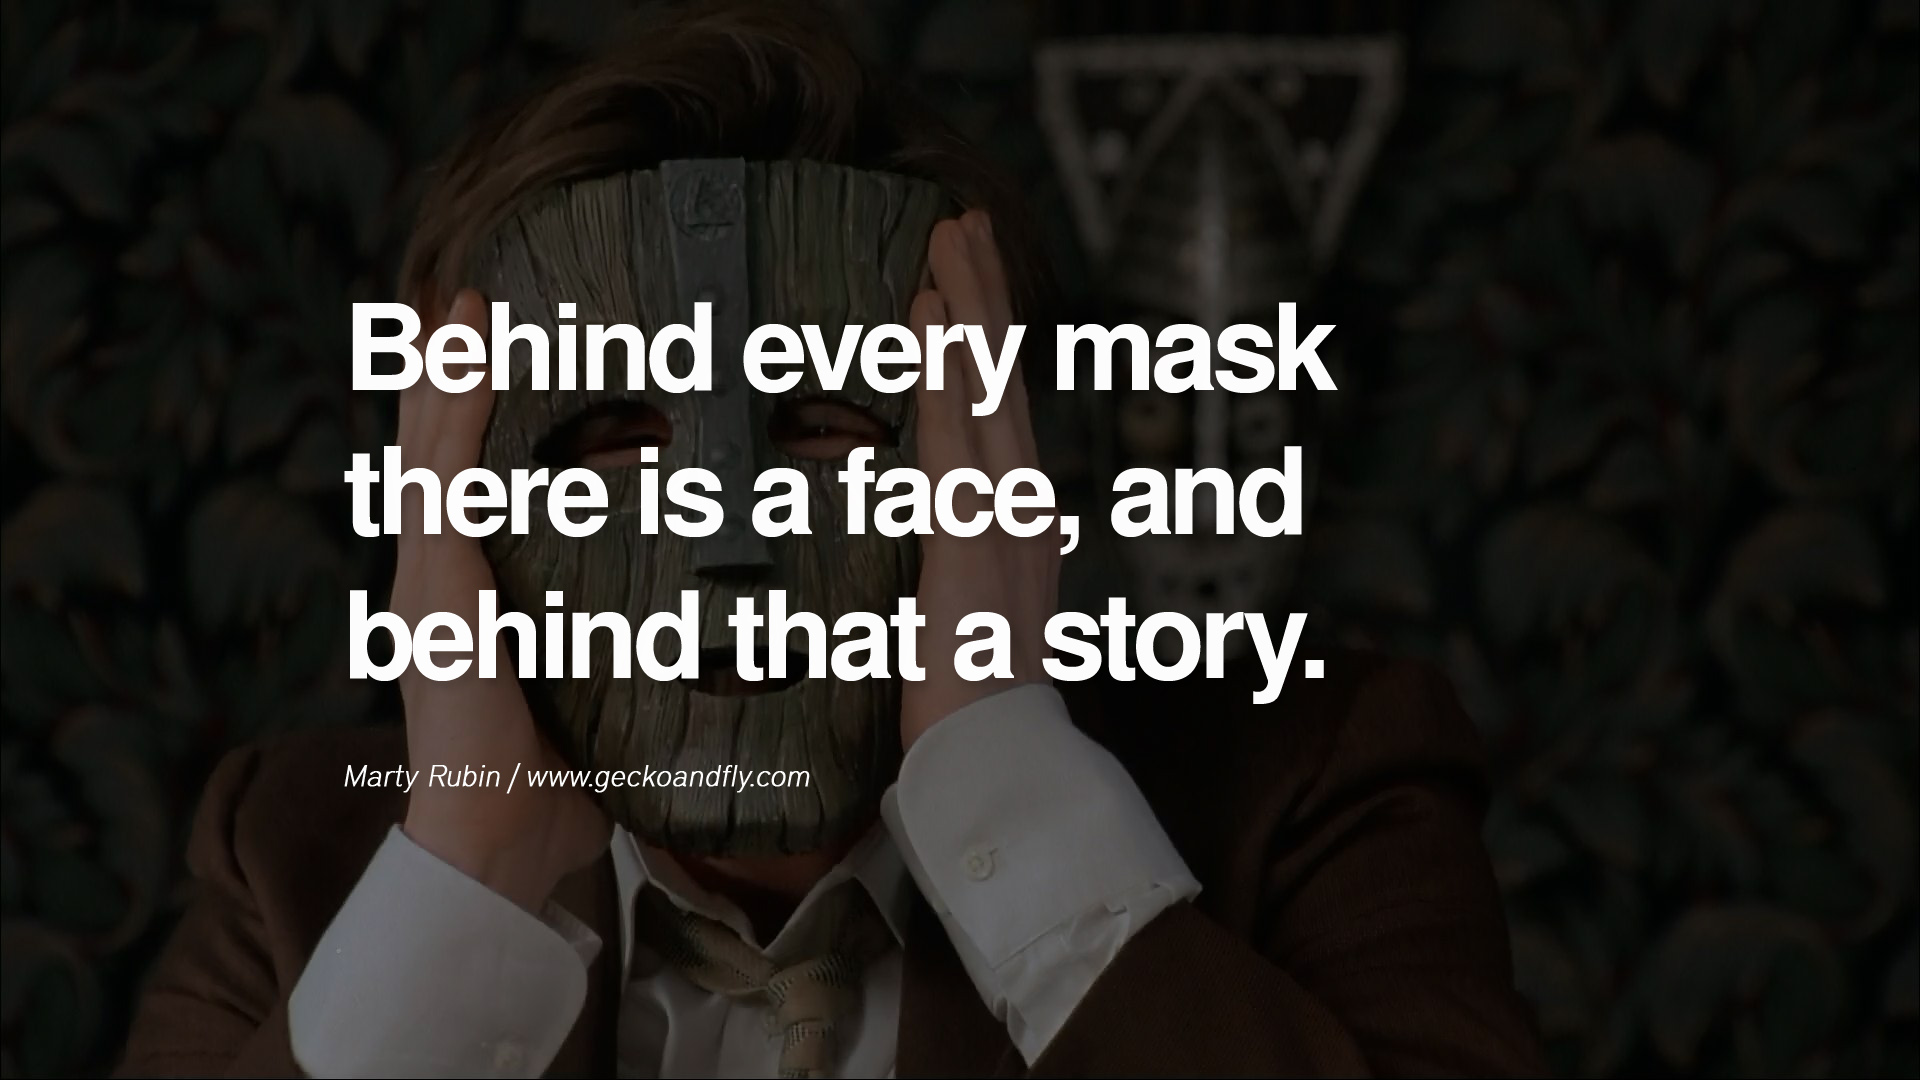 Behind every mask
there is a face, and
behind that a story.
Marty Rubin / www.geckoandfly.com